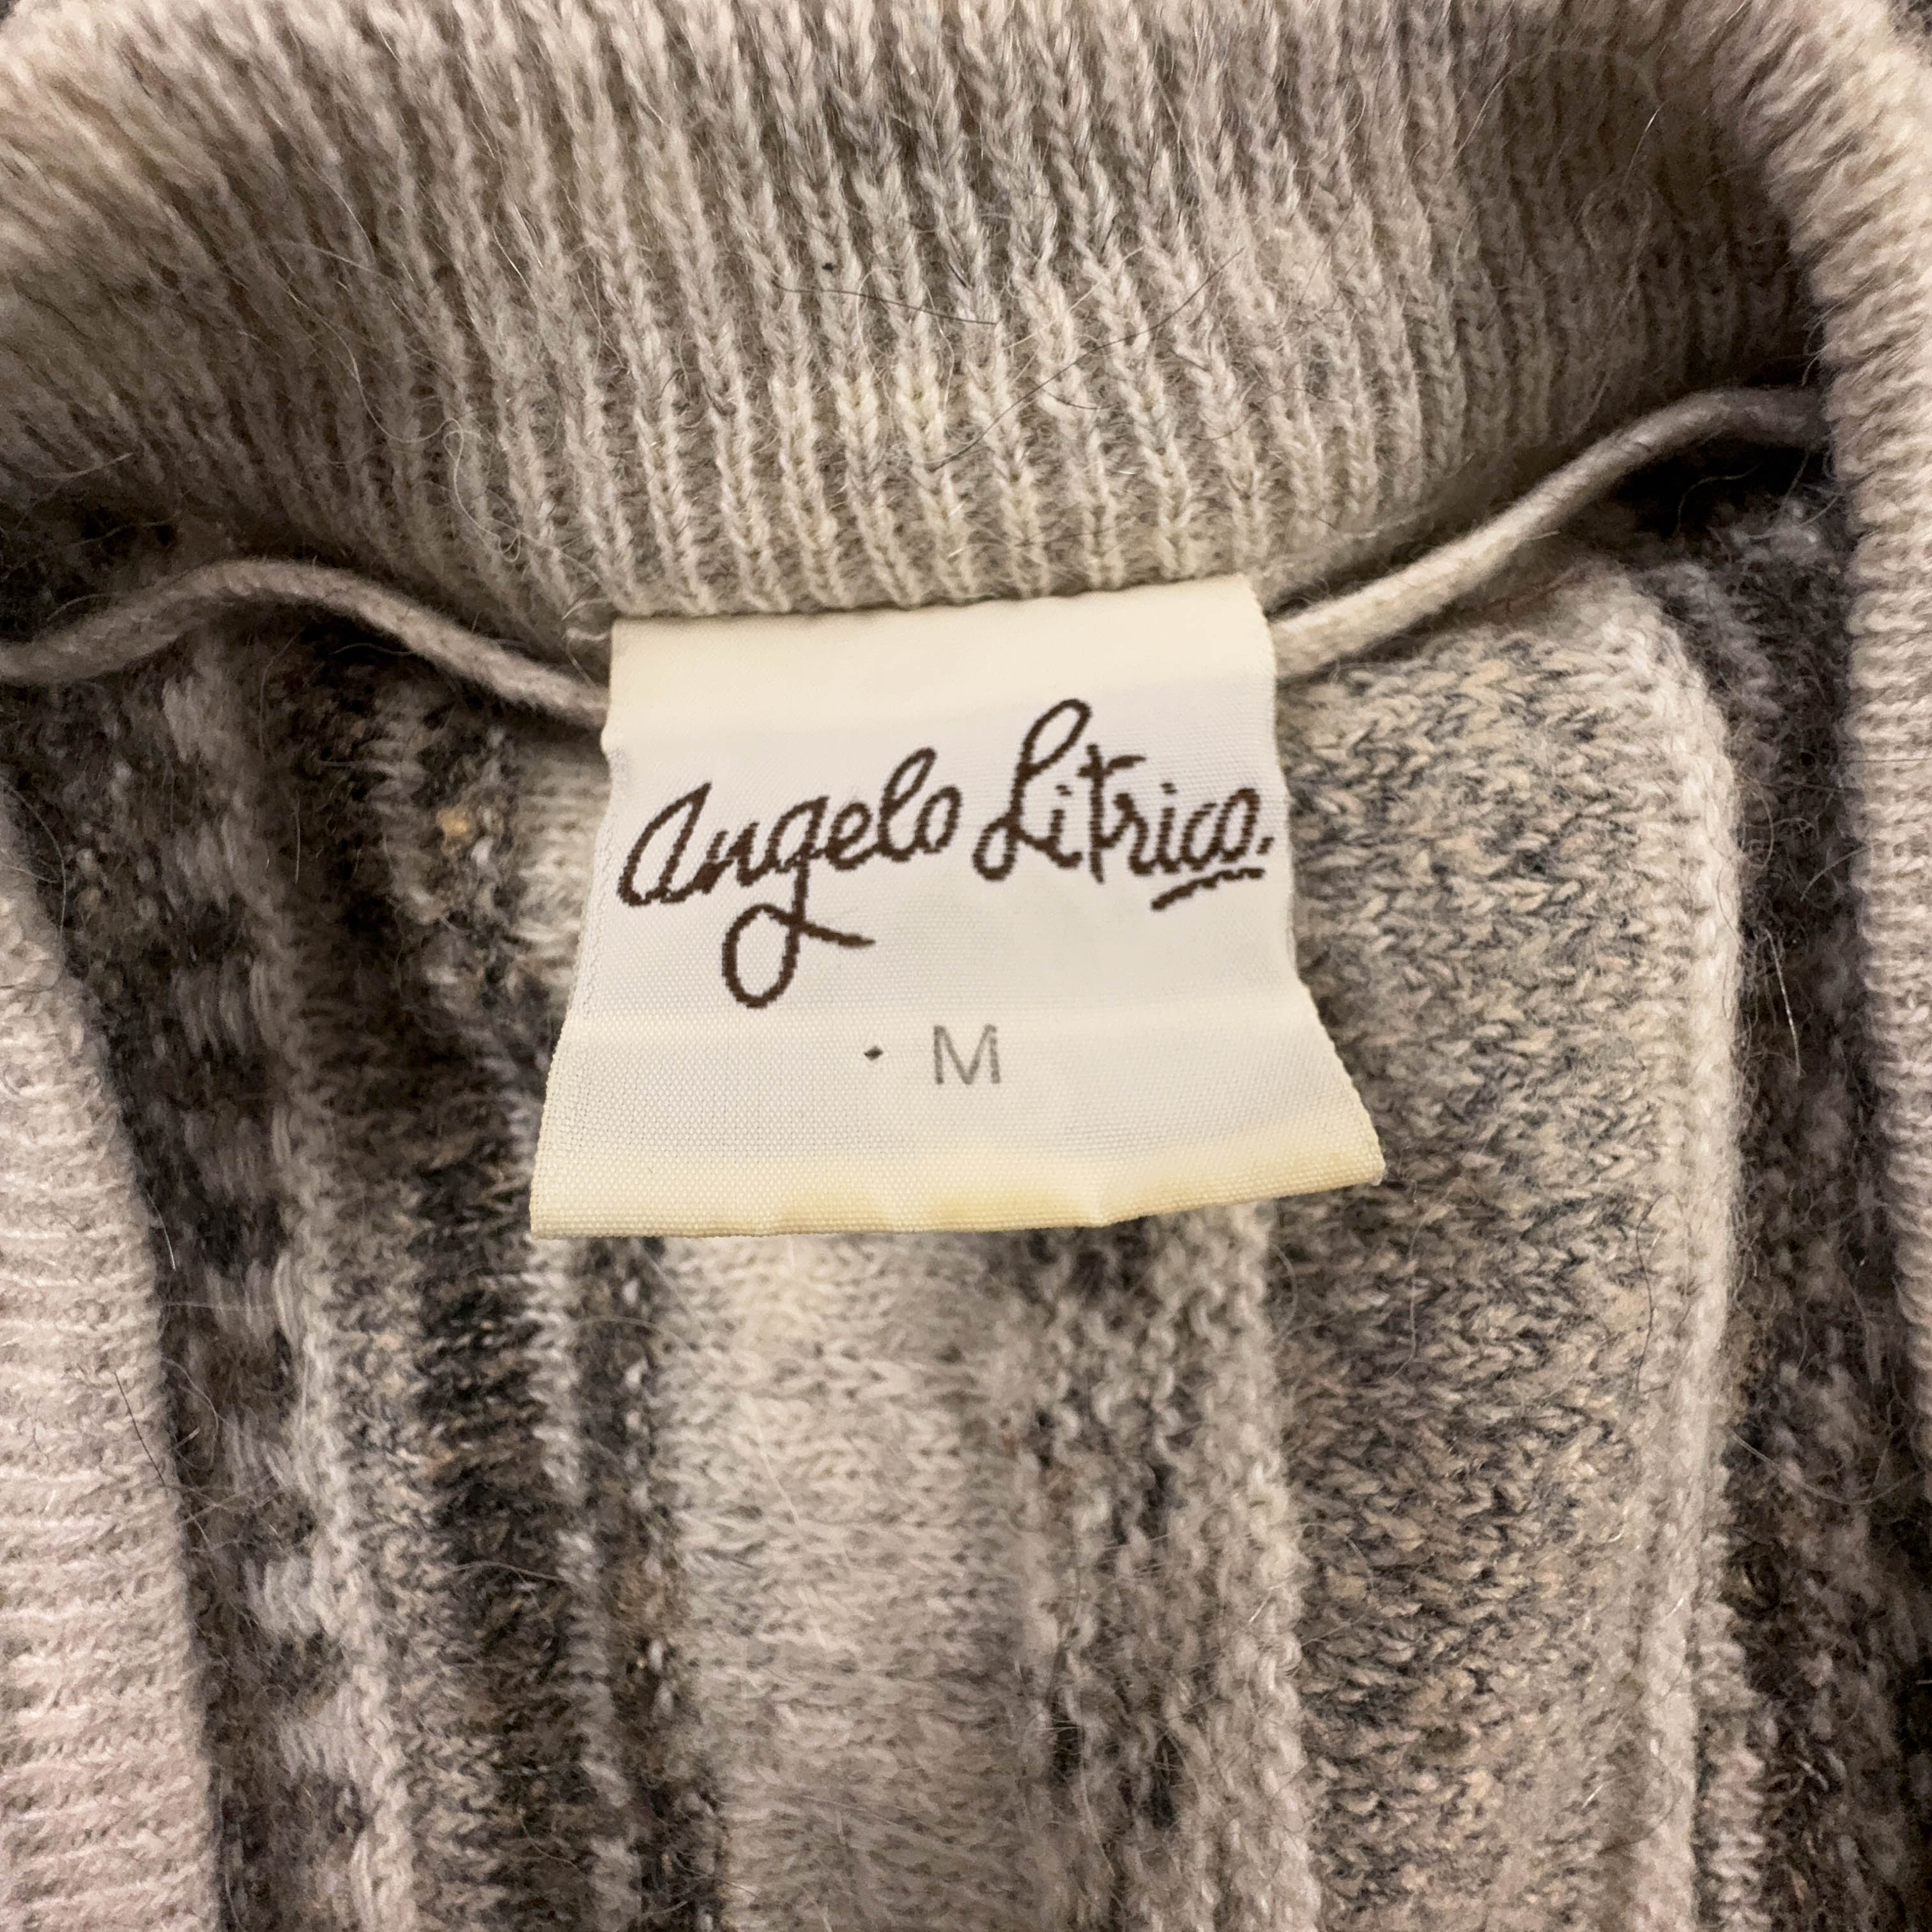 Angelo Litrico.
· M